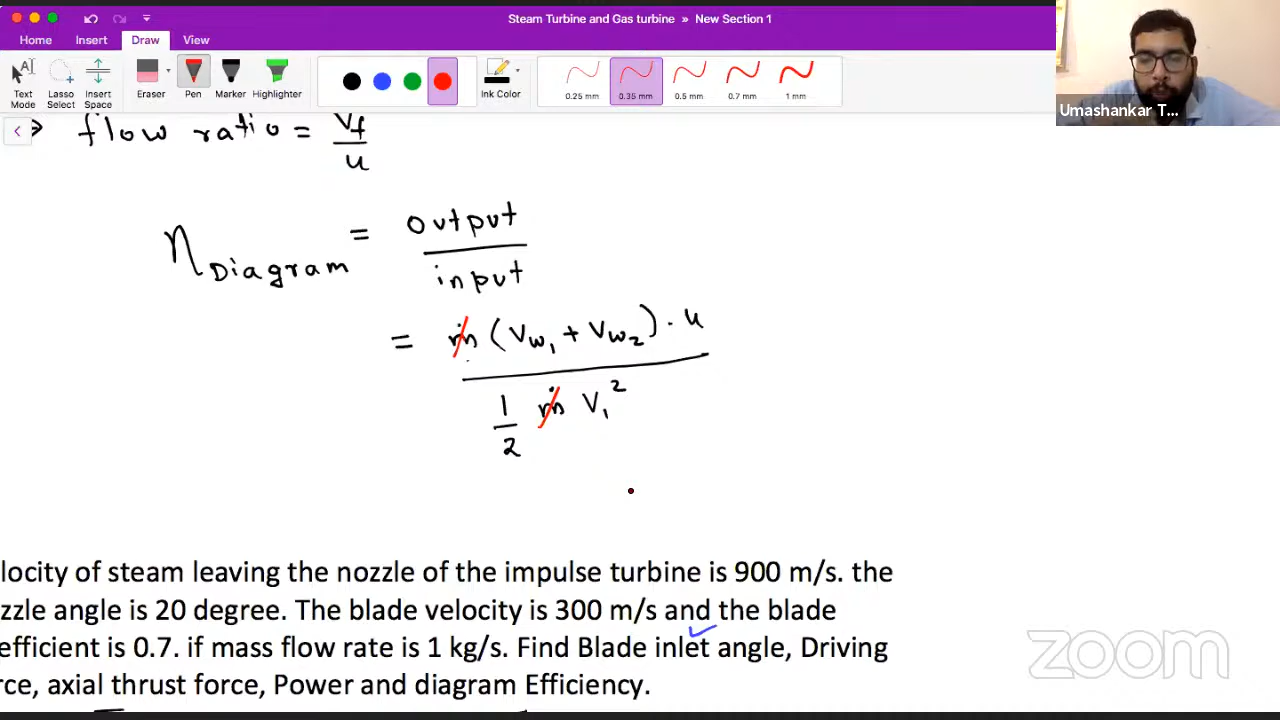 Steam Turbine and Gas turbine » New Section 1
Home Insert Draw View
Text Mode Lasso Select Insert Space Eraser Pen Marker Highlighter Ink Color 0.25 mm 0.35 mm 0.5 mm 0.7 mm 1 mm
Umashankar T...
flow ratio = Vf / u
η Diagram = output / input
= ṁ (Vw₁ + Vw₂) · u / 1/2 ṁ V₁²
locity of steam leaving the nozzle of the impulse turbine is 900 m/s. the
zzle angle is 20 degree. The blade velocity is 300 m/s and the blade
efficient is 0.7. if mass flow rate is 1 kg/s. Find Blade inlet angle, Driving
rce, axial thrust force, Power and diagram Efficiency.
zoom